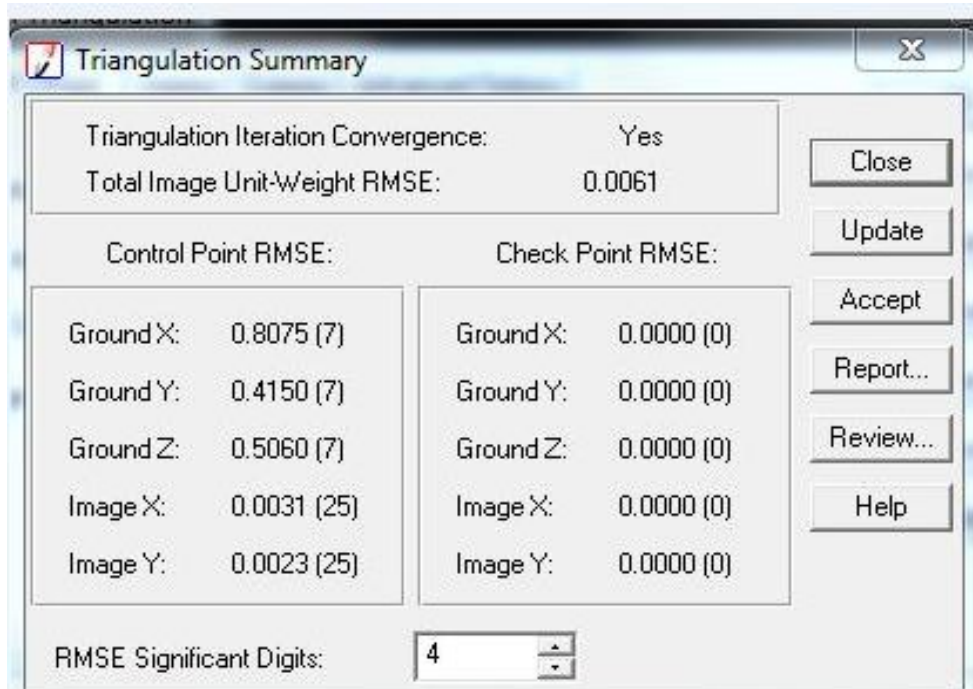 Triangulation
Triangulation Summary
Triangulation Iteration Convergence: Yes
Total Image Unit-Weight RMSE: 0.0061
Control Point RMSE:
Ground X: 0.8075 (7)
Ground Y: 0.4150 (7)
Ground Z: 0.5060 (7)
Image X: 0.0031 (25)
Image Y: 0.0023 (25)
Check Point RMSE:
Ground X: 0.0000 (0)
Ground Y: 0.0000 (0)
Ground Z: 0.0000 (0)
Image X: 0.0000 (0)
Image Y: 0.0000 (0)
RMSE Significant Digits: 4
Close
Update
Accept
Report...
Review...
Help